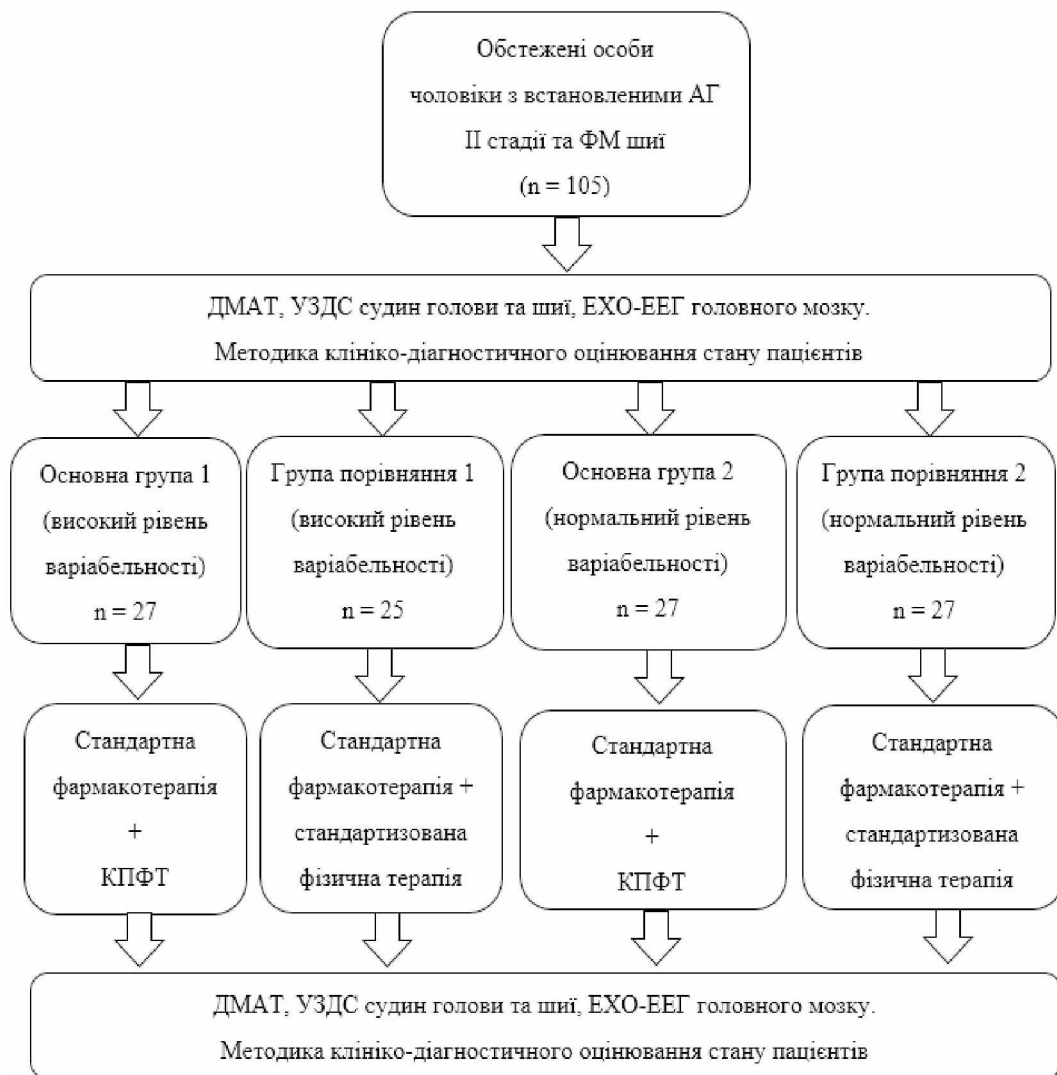 Обстежені особи
чоловіки з встановленими АГ
ІІ стадії та ФМ шиї
(n = 105)
ДМАТ, УЗДС судин голови та шиї, ЕХО-ЕЕГ головного мозку.
Методика клініко-діагностичного оцінювання стану пацієнтів
Основна група 1
(високий рівень
варіабельності)
n = 27
Група порівняння 1
(високий рівень
варіабельності)
n = 25
Основна група 2
(нормальний рівень
варіабельності)
n = 27
Група порівняння 2
(нормальний рівень
варіабельності)
n = 27
Стандартна
фармакотерапія
+
КПФТ
Стандартна
фармакотерапія +
стандартизована
фізична терапія
Стандартна
фармакотерапія
+
КПФТ
Стандартна
фармакотерапія +
стандартизована
фізична терапія
ДМАТ, УЗДС судин голови та шиї, ЕХО-ЕЕГ головного мозку.
Методика клініко-діагностичного оцінювання стану пацієнтів